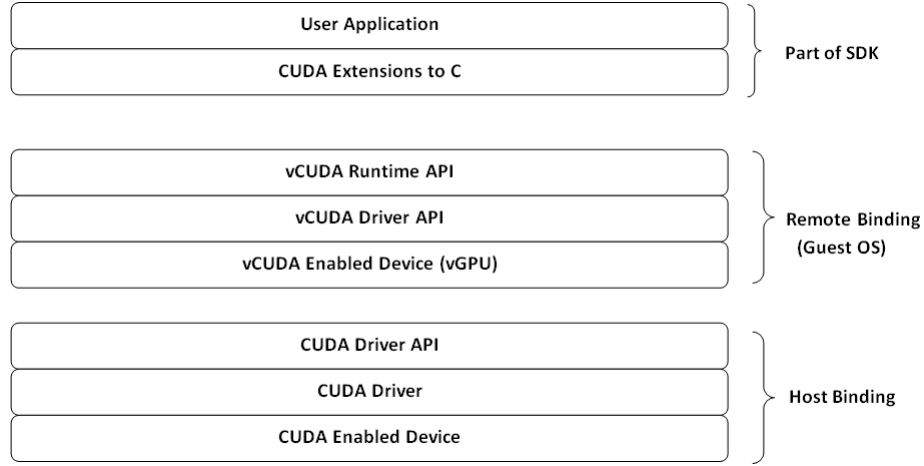 User Application
CUDA Extensions to C
Part of SDK
vCUDA Runtime API
vCUDA Driver API
vCUDA Enabled Device (vGPU)
Remote Binding
(Guest OS)
CUDA Driver API
CUDA Driver
CUDA Enabled Device
Host Binding